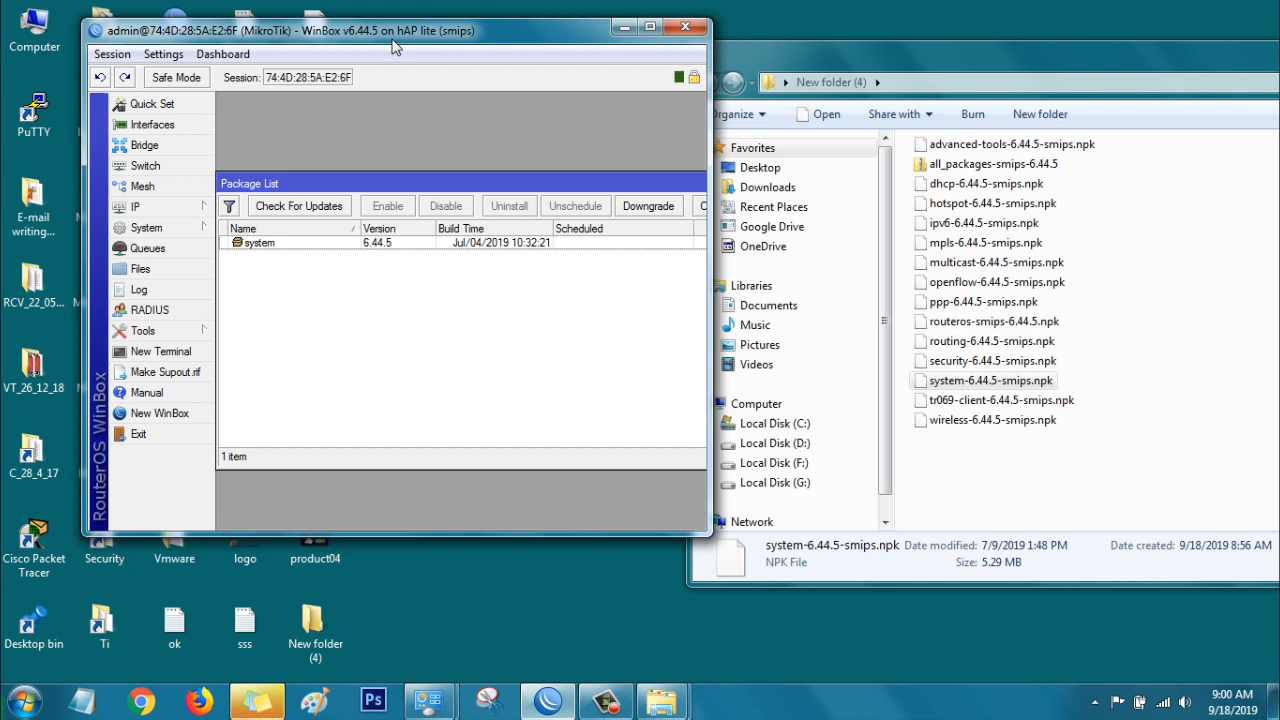 Computer
PuTTY
E-mail
writing...
RCV_22_05...
VT_26_12_18
C_28_4_17
Cisco Packet
Tracer
Desktop bin
Security
Vmware
logo
product04
Ti
ok
sss
New folder
(4)
admin@74:4D:28:5A:E2:6F (MikroTik) - WinBox v6.44.5 on hAP lite (smips)
Session Settings Dashboard
Safe Mode Session: 74:4D:28:5A:E2:6F
RouterOS WinBox
Quick Set
Interfaces
Bridge
Switch
Mesh
IP
System
Queues
Files
Log
RADIUS
Tools
New Terminal
Make Supout.rif
Manual
New WinBox
Exit
Package List
Check For Updates Enable Disable Uninstall Unschedule Downgrade
Name Version Build Time Scheduled
system 6.44.5 Jul/04/2019 10:32:21
1 item
New folder (4)
Open Share with Burn New folder
Favorites
Desktop
Downloads
Recent Places
Google Drive
OneDrive
Libraries
Documents
Music
Pictures
Videos
Computer
Local Disk (C:)
Local Disk (D:)
Local Disk (F:)
Local Disk (G:)
Network
advanced-tools-6.44.5-smips.npk
all_packages-smips-6.44.5
dhcp-6.44.5-smips.npk
hotspot-6.44.5-smips.npk
ipv6-6.44.5-smips.npk
mpls-6.44.5-smips.npk
multicast-6.44.5-smips.npk
openflow-6.44.5-smips.npk
ppp-6.44.5-smips.npk
routeros-smips-6.44.5.npk
routing-6.44.5-smips.npk
security-6.44.5-smips.npk
system-6.44.5-smips.npk
tr069-client-6.44.5-smips.npk
wireless-6.44.5-smips.npk
system-6.44.5-smips.npk Date modified: 7/9/2019 1:48 PM Date created: 9/18/2019 8:56 AM
NPK File Size: 5.29 MB
Ps
9:00 AM
9/18/2019